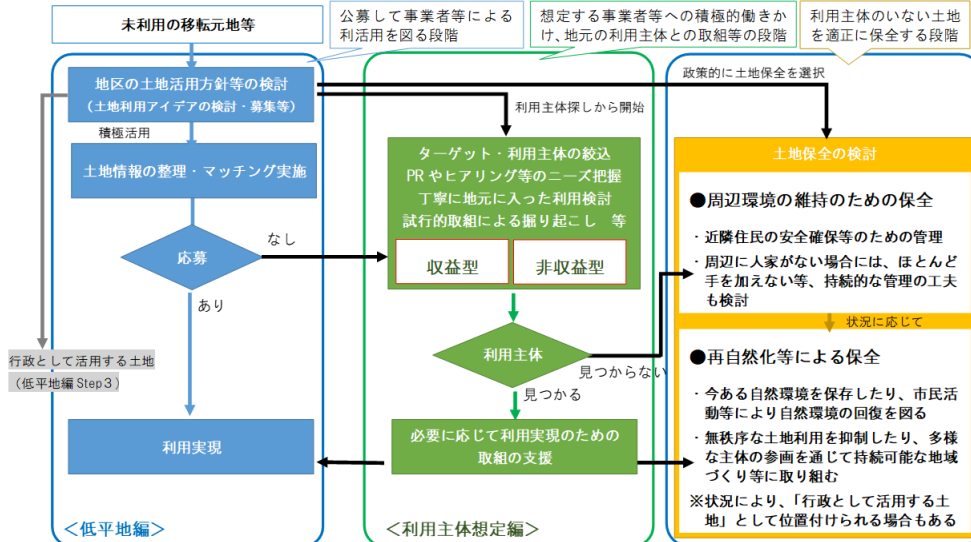 未利用の移転元地等
公募して事業者等による
利活用を図る段階
想定する事業者等への積極的働きか
け、地元の利用主体との取組等の段階
利用主体のいない土地
を適正に保全する段階
地区の土地活用方針等の検討
（土地利用アイデアの検討・募集等）
政策的に土地保全を選択
利用主体探しから開始
積極活用
土地情報の整理・マッチング実施
応募
なし
あり
行政として活用する土地
（低平地編 Step３）
利用実現
＜低平地編＞
ターゲット・利用主体の絞込
PR やヒアリング等のニーズ把握
丁寧に地元に入った利用検討
試行的取組による掘り起こし　等
収益型
非収益型
利用主体
見つからない
見つかる
必要に応じて利用実現のための
取組の支援
＜利用主体想定編＞
土地保全の検討
●周辺環境の維持のための保全
・近隣住民の安全確保等のための管理
・周辺に人家がない場合には、ほとんど
手を加えない等、持続的な管理の工夫
も検討
状況に応じて
●再自然化等による保全
・今ある自然環境を保存したり、市民活
動等により自然環境の回復を図る
・無秩序な土地利用を抑制したり、多様
な主体の参画を通じて持続可能な地域
づくり等に取り組む
※状況により、「行政として活用する土
地」として位置付けられる場合もある